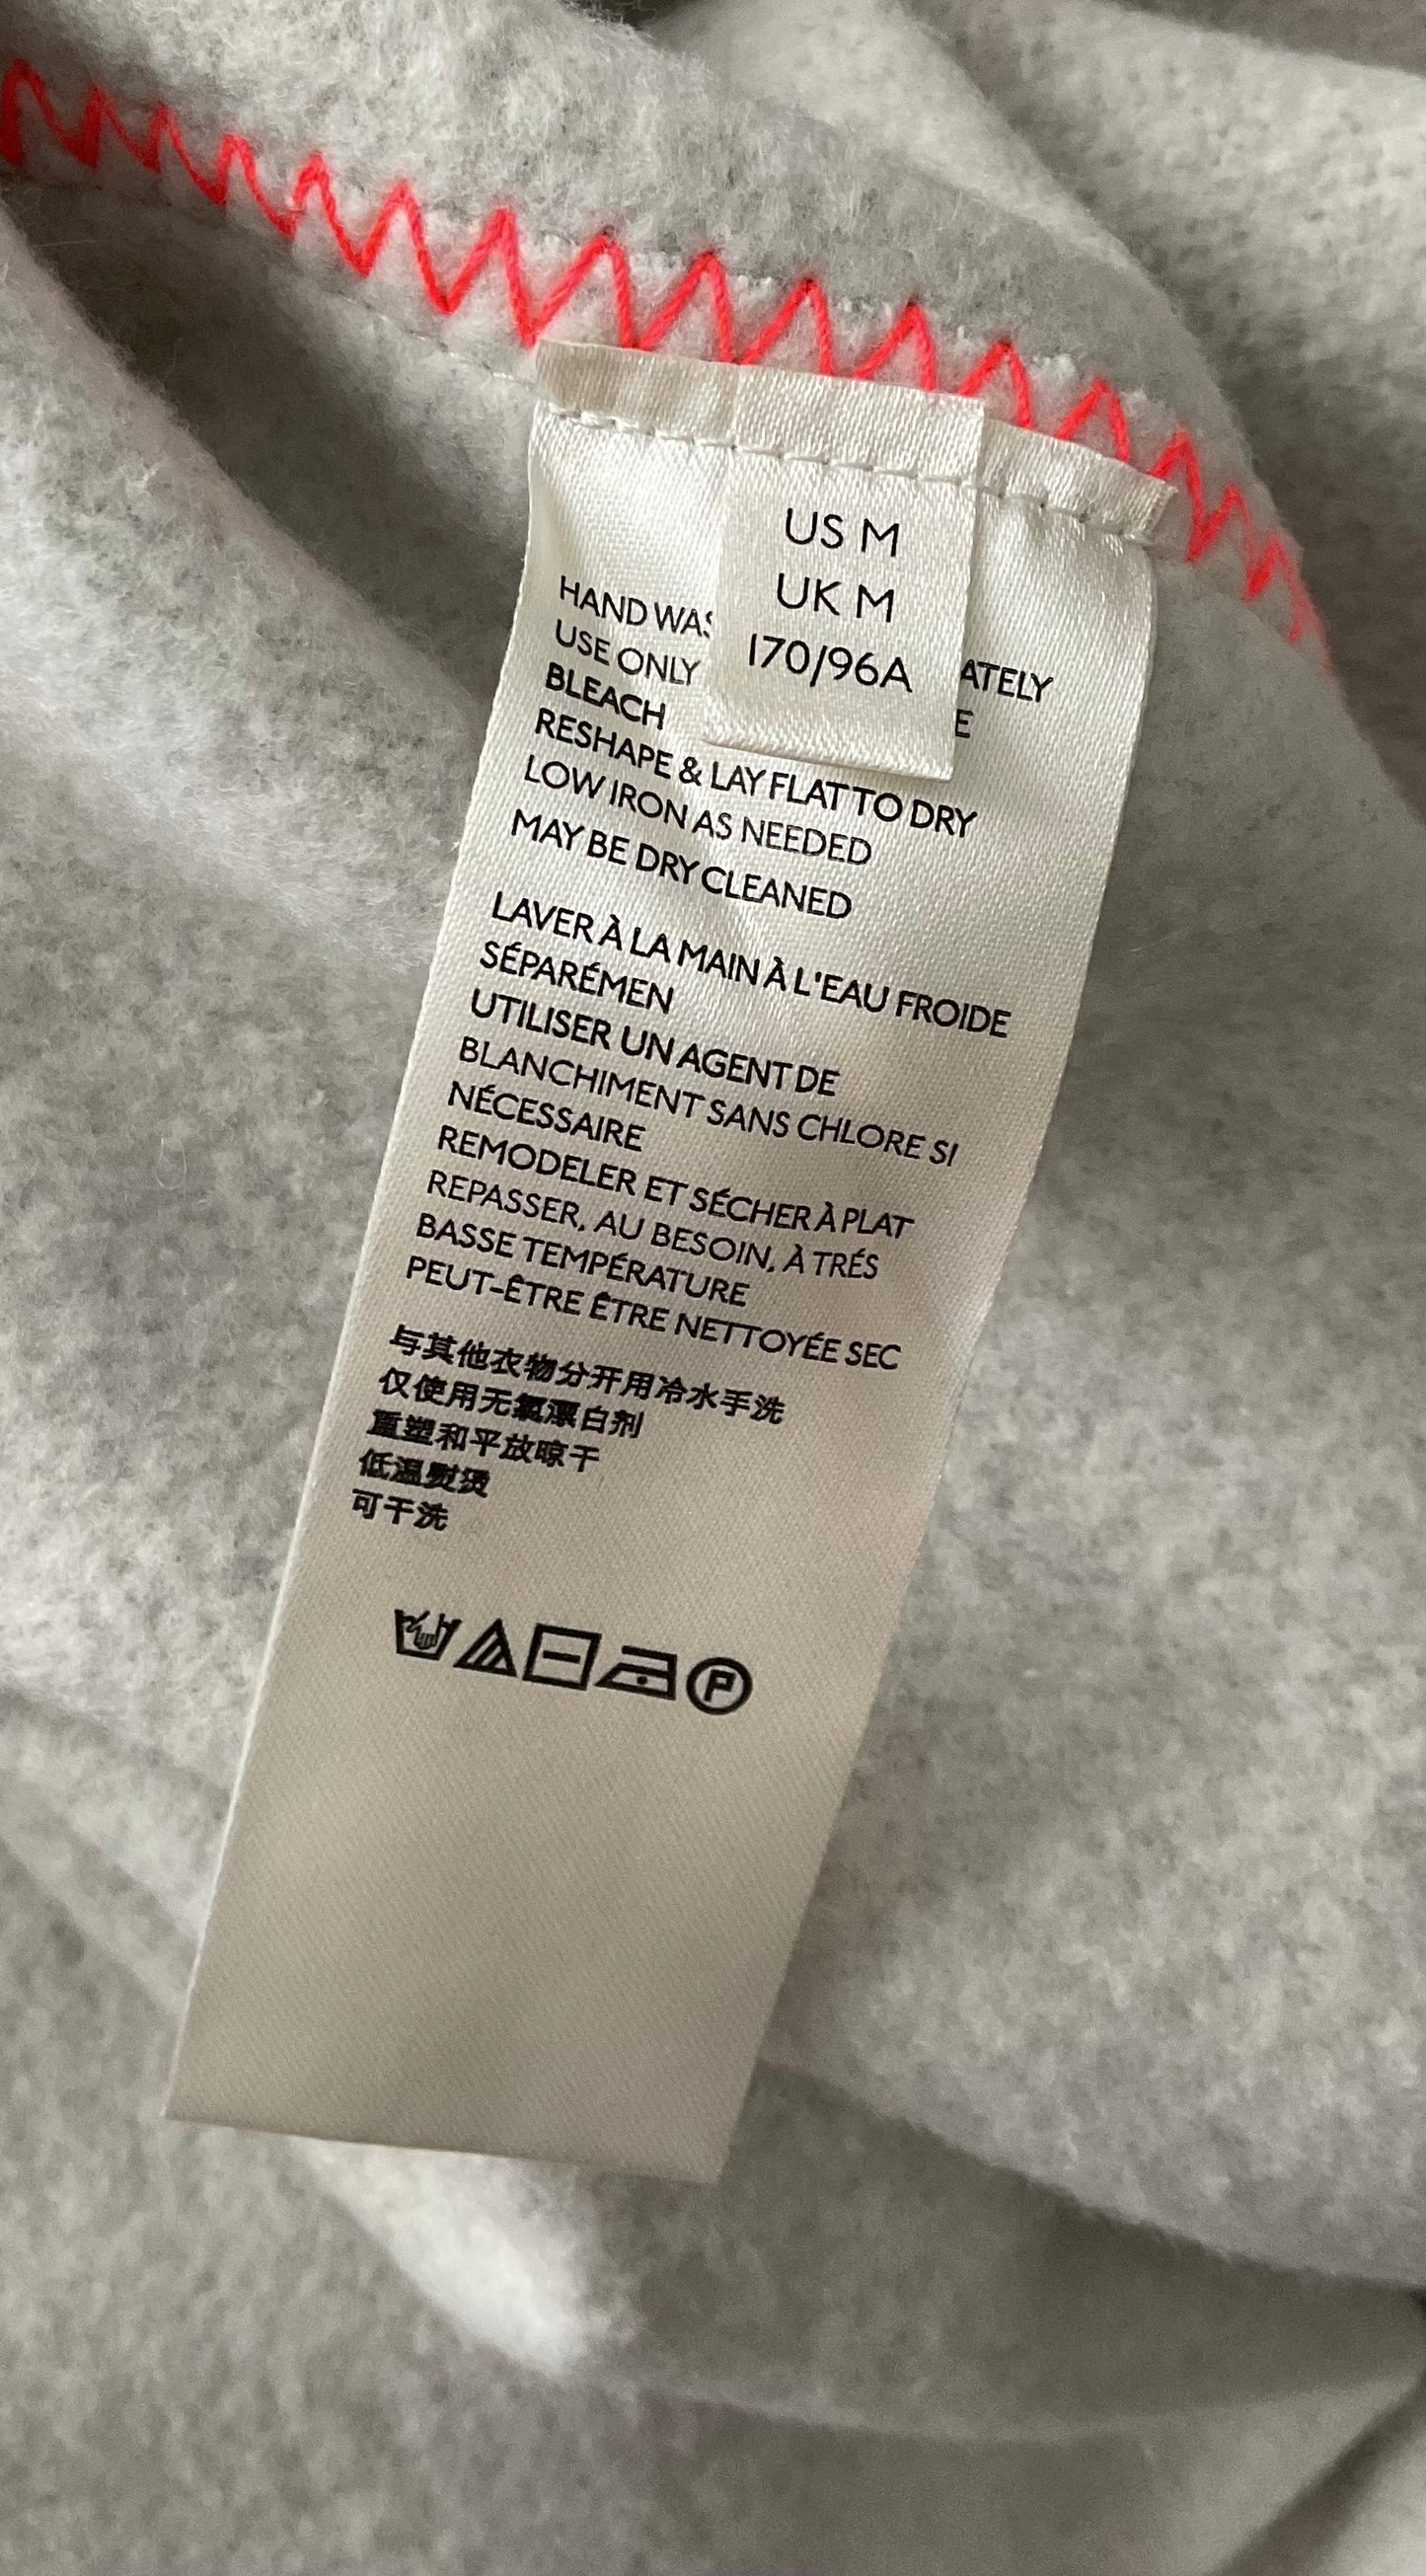 US M
UK M
170/96A
HAND WAS ATELY
USE ONLY E
BLEACH
RESHAPE & LAY FLAT TO DRY
LOW IRON AS NEEDED
MAY BE DRY CLEANED
LAVER À LA MAIN À L'EAU FROIDE
SÉPARÉMEN
UTILISER UN AGENT DE
BLANCHIMENT SANS CHLORE SI
NÉCESSAIRE
REMODELER ET SÉCHER À PLAT
REPASSER, AU BESOIN, À TRÉS
BASSE TEMPÉRATURE
PEUT-ÊTRE ÊTRE NETTOYÉE SEC
与其他衣物分开用冷水手洗
仅使用无氯漂白剂
重塑和平放晾干
低温熨烫
可干洗
P